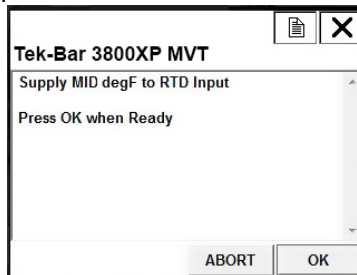 Tek-Bar 3800XP MVT
Supply MID degF to RTD Input
Press OK when Ready
ABORT OK